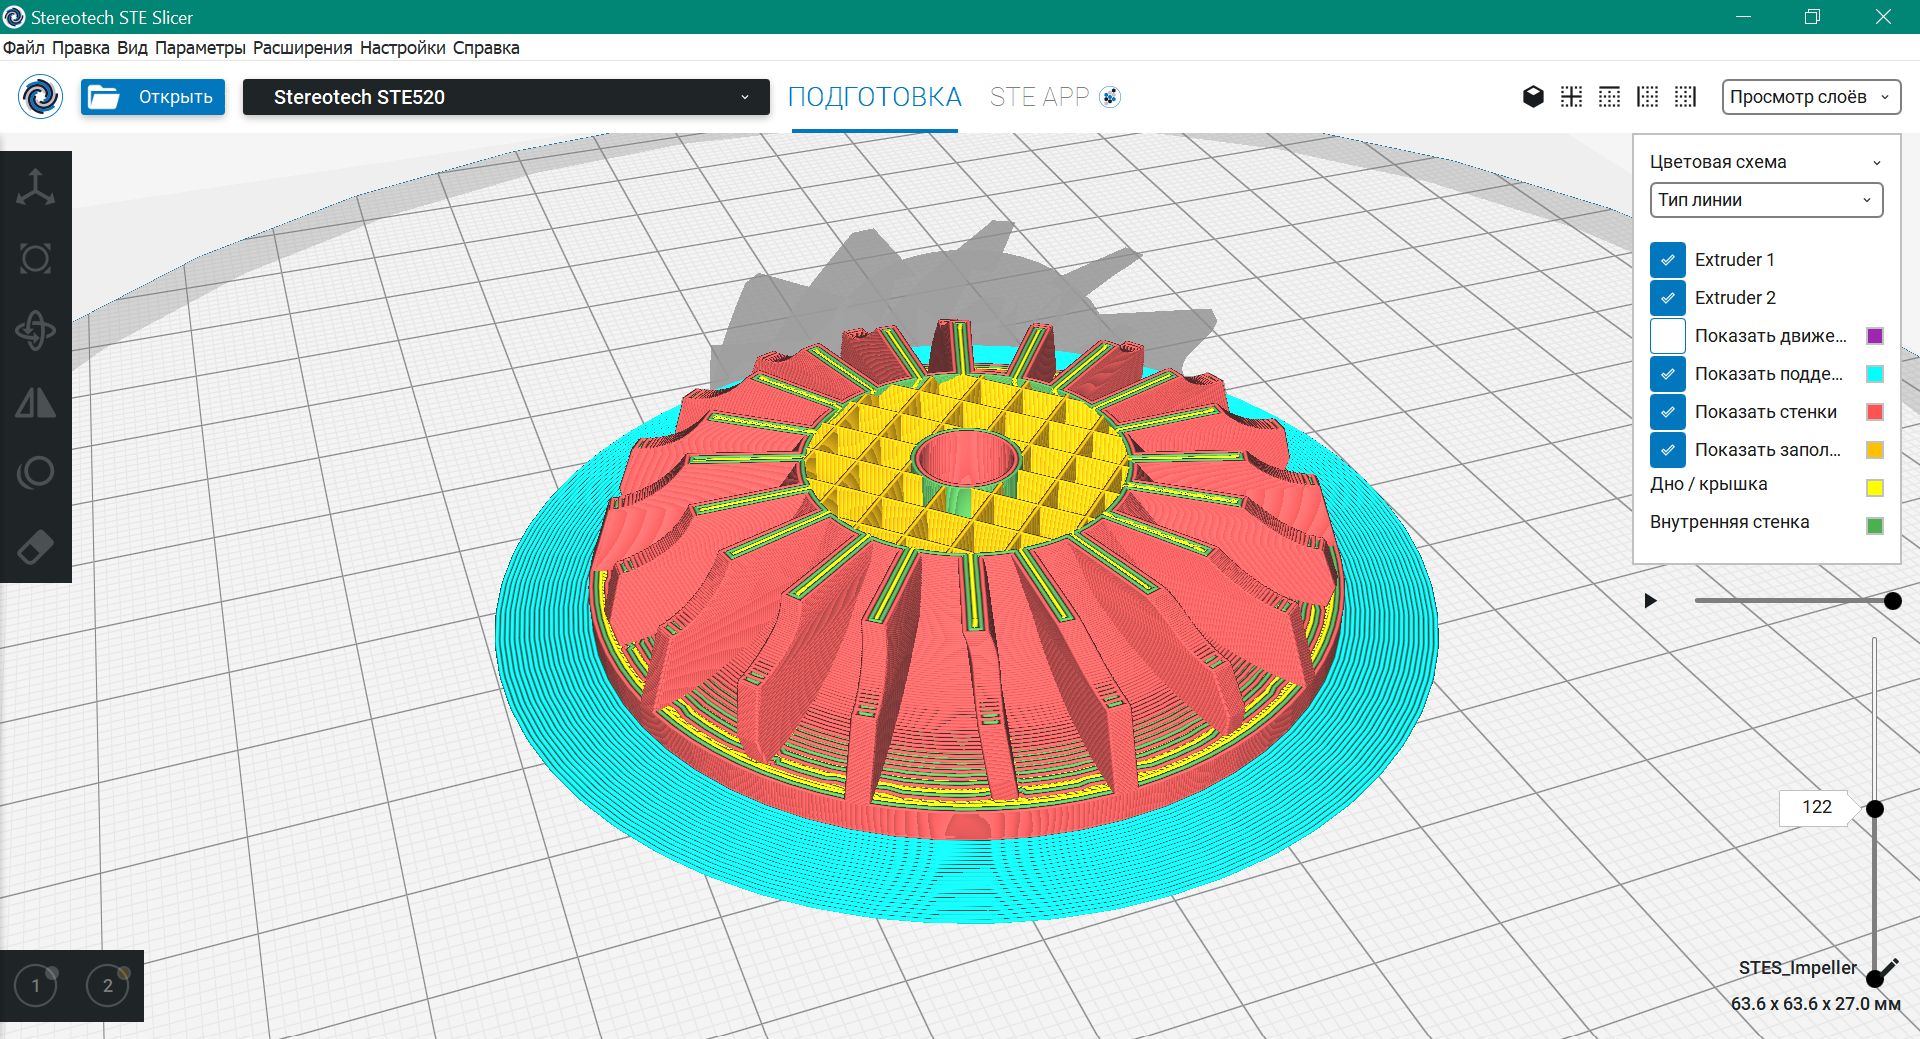 Stereotech STE Slicer
Файл Правка Вид Параметры Расширения Настройки Справка
Открыть
Stereotech STE520
ПОДГОТОВКА
STE APP
Просмотр слоёв
Цветовая схема
Тип линии
Extruder 1
Extruder 2
Показать движе...
Показать подде...
Показать стенки
Показать запол...
Дно / крышка
Внутренняя стенка
122
1
2
STES_Impeller
63.6 x 63.6 x 27.0 мм